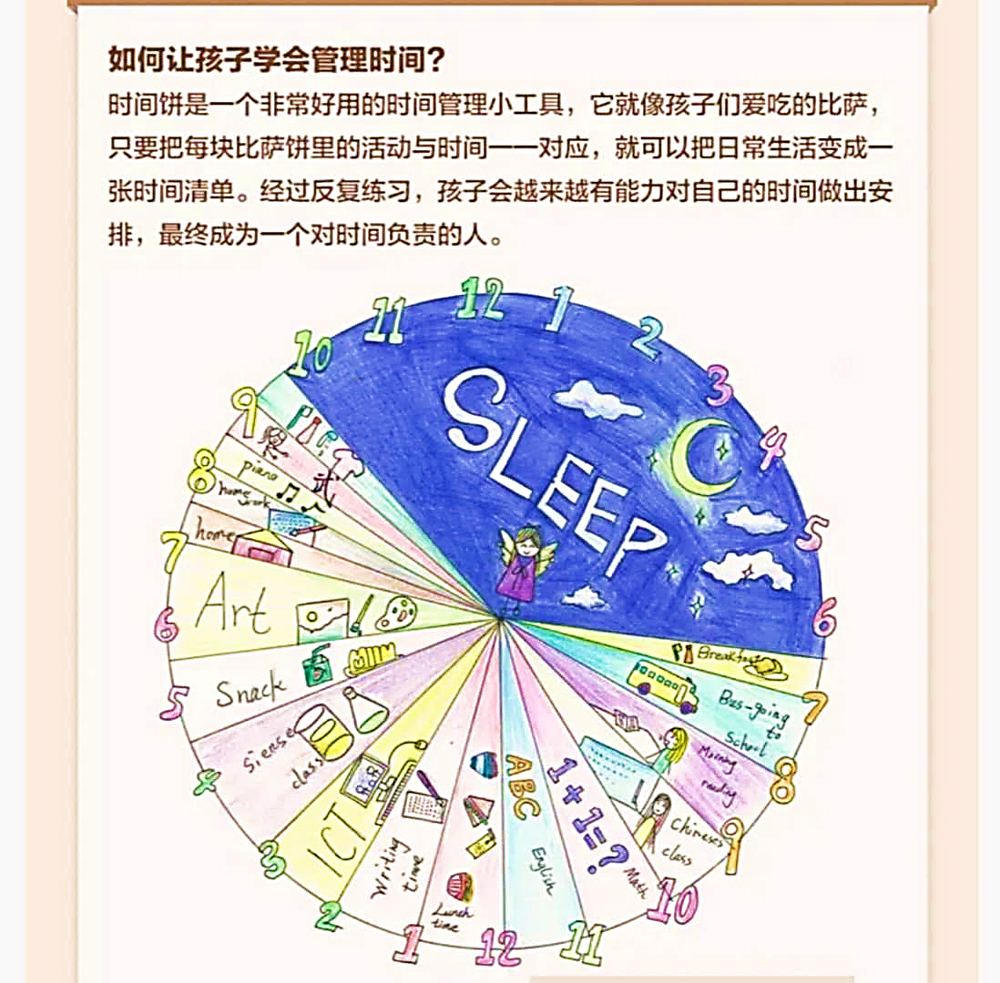 如何让孩子学会管理时间?
时间饼是一个非常好用的时间管理小工具，它就像孩子们爱吃的比萨，
只要把每块比萨饼里的活动与时间一一对应，就可以把日常生活变成一
张时间清单。经过反复练习，孩子会越来越有能力对自己的时间做出安
排，最终成为一个对时间负责的人。
12
1
2
3
4
5
6
7
8
9
10
11
12
1
2
3
4
5
6
7
8
9
10
11
SLEEP
Breakfast
Bus-going
to
School
Morning
reading
Chineses
class
1+1=?
Math
ABC
English
Lunch
time
Writing
time
ICT
Siense
class
Snack
Art
home
home
work
piano
武